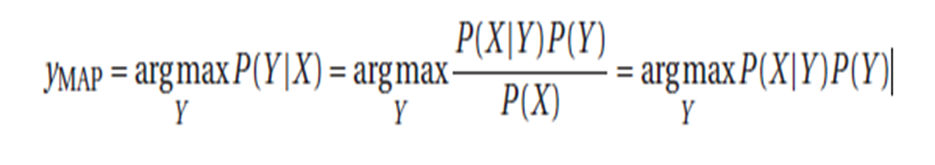 y_MAP = argmax_Y P(Y|X) = argmax_Y P(X|Y)P(Y) / P(X) = argmax_Y P(X|Y)P(Y)